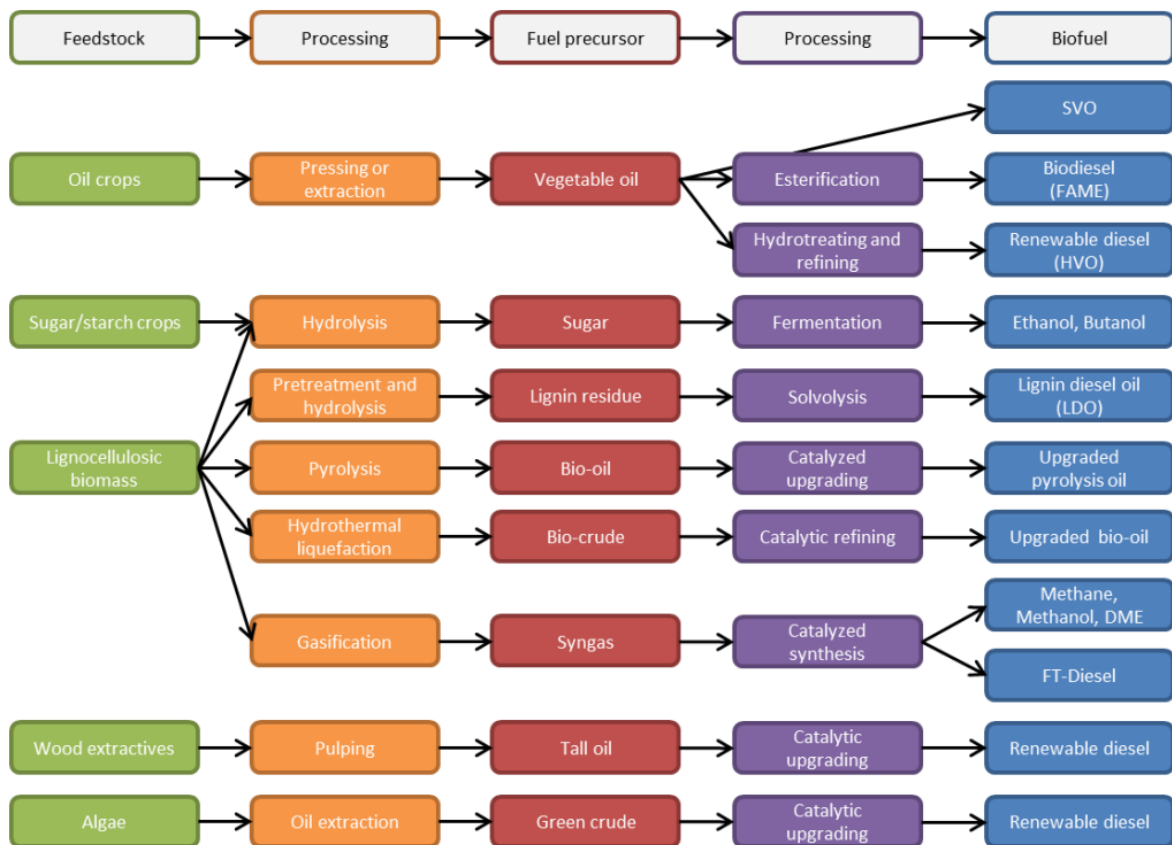 Feedstock
Processing
Fuel precursor
Processing
Biofuel
SVO
Oil crops
Pressing or
extraction
Vegetable oil
Esterification
Biodiesel
(FAME)
Hydrotreating and
refining
Renewable diesel
(HVO)
Sugar/starch crops
Hydrolysis
Sugar
Fermentation
Ethanol, Butanol
Pretreatment and
hydrolysis
Lignin residue
Solvolysis
Lignin diesel oil
(LDO)
Lignocellulosic
biomass
Pyrolysis
Bio-oil
Catalyzed
upgrading
Upgraded
pyrolysis oil
Hydrothermal
liquefaction
Bio-crude
Catalytic refining
Upgraded bio-oil
Gasification
Syngas
Catalyzed
synthesis
Methane,
Methanol, DME
FT-Diesel
Wood extractives
Pulping
Tall oil
Catalytic
upgrading
Renewable diesel
Algae
Oil extraction
Green crude
Catalytic
upgrading
Renewable diesel